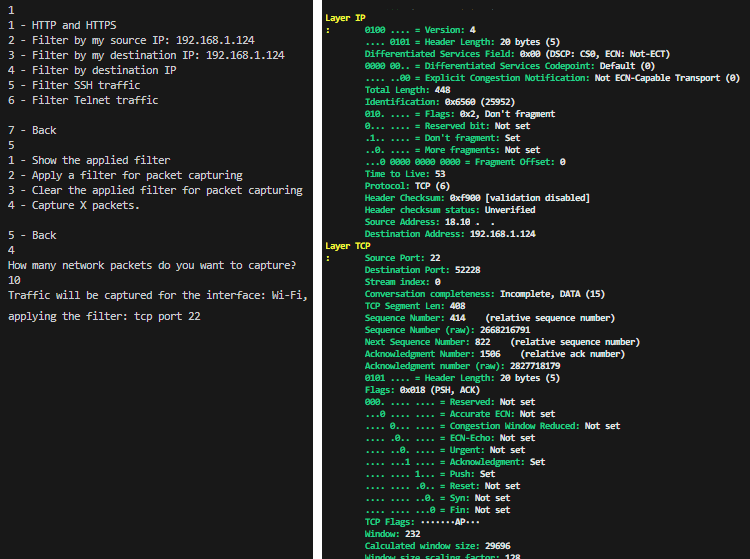 1
1 - HTTP and HTTPS
2 - Filter by my source IP: 192.168.1.124
3 - Filter by my destination IP: 192.168.1.124
4 - Filter by destination IP
5 - Filter SSH traffic
6 - Filter Telnet traffic
7 - Back
5
1 - Show the applied filter
2 - Apply a filter for packet capturing
3 - Clear the applied filter for packet capturing
4 - Capture X packets.
5 - Back
4
How many network packets do you want to capture?
10
Traffic will be captured for the interface: Wi-Fi,
applying the filter: tcp port 22
Layer IP
: 0100 .... = Version: 4
.... 0101 = Header Length: 20 bytes (5)
Differentiated Services Field: 0x00 (DSCP: CS0, ECN: Not-ECT)
0000 00.. = Differentiated Services Codepoint: Default (0)
.... ..00 = Explicit Congestion Notification: Not ECN-Capable Transport (0)
Total Length: 448
Identification: 0x6560 (25952)
010. .... = Flags: 0x2, Don't fragment
0... .... = Reserved bit: Not set
.1.. .... = Don't fragment: Set
..0. .... = More fragments: Not set
...0 0000 0000 0000 = Fragment Offset: 0
Time to Live: 53
Protocol: TCP (6)
Header Checksum: 0xf900 [validation disabled]
Header checksum status: Unverified
Source Address: 18.10 . .
Destination Address: 192.168.1.124
Layer TCP
: Source Port: 22
Destination Port: 52228
Stream index: 0
Conversation completeness: Incomplete, DATA (15)
TCP Segment Len: 408
Sequence Number: 414 (relative sequence number)
Sequence Number (raw): 2668216791
Next Sequence Number: 822 (relative sequence number)
Acknowledgment Number: 1506 (relative ack number)
Acknowledgment number (raw): 2827718179
0101 .... = Header Length: 20 bytes (5)
Flags: 0x018 (PSH, ACK)
000. .... .... = Reserved: Not set
...0 .... .... = Accurate ECN: Not set
.... 0... .... = Congestion Window Reduced: Not set
.... .0.. .... = ECN-Echo: Not set
.... ..0. .... = Urgent: Not set
.... ...1 .... = Acknowledgment: Set
.... .... 1... = Push: Set
.... .... .0.. = Reset: Not set
.... .... ..0. = Syn: Not set
.... .... ...0 = Fin: Not set
TCP Flags: ·······AP···
Window: 232
Calculated window size: 29696
Window size scaling factor: 128